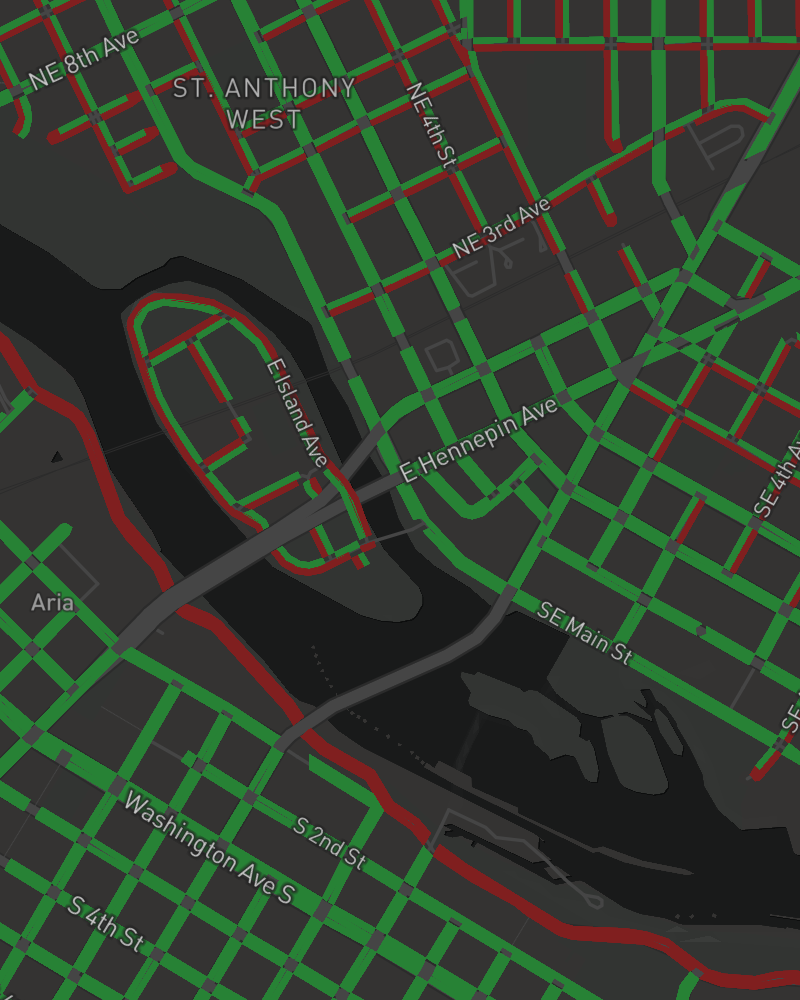 NE 8th Ave
ST. ANTHONY
WEST
NE 4th St
NE 3rd Ave
E Island Ave
E Hennepin Ave
SE 4th A
Aria
SE Main St
SE
Washington Ave S
S 2nd St
S 4th St